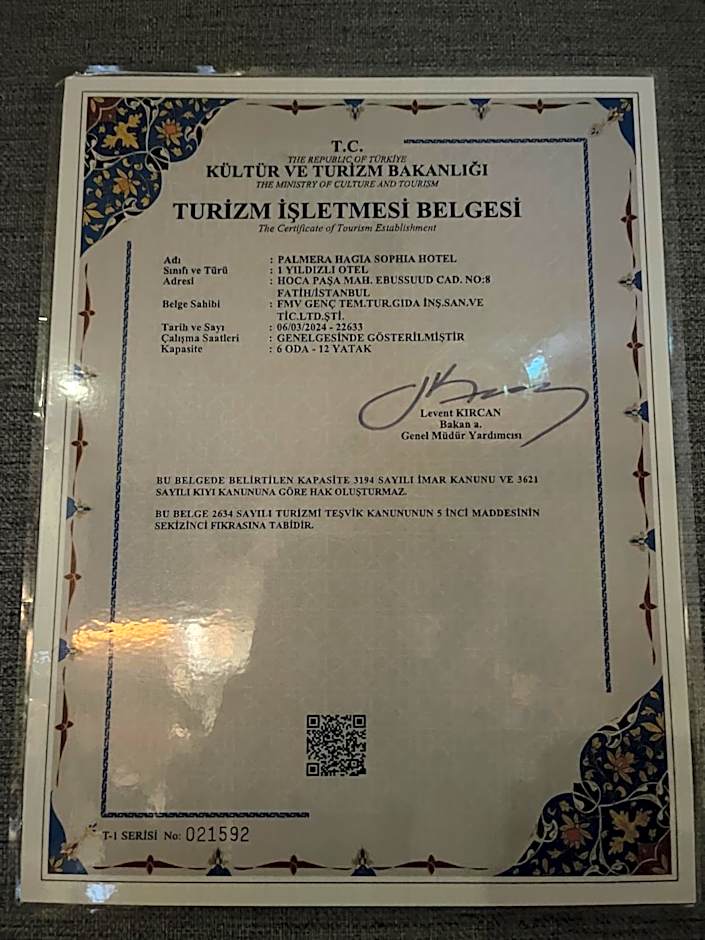 T.C.
THE REPUBLIC OF TÜRKİYE
KÜLTÜR VE TURİZM BAKANLIĞI
THE MINISTRY OF CULTURE AND TOURISM
TURİZM İŞLETMESİ BELGESİ
The Certificate of Tourism Establishment
Adı : PALMERA HAGİA SOPHIA HOTEL
Sınıfı ve Türü : 1 YILDIZLI OTEL
Adresi : HOCA PAŞA MAH. EBUSSUUD CAD. NO:8
FATİH/İSTANBUL
Belge Sahibi : FMV GENÇ TEM.TUR.GIDA İNŞ.SAN.VE
TİC.LTD.ŞTİ.
Tarih ve Sayı : 06/03/2024 - 22633
Çalışma Saatleri : GENELGESİNDE GÖSTERİLMİŞTİR
Kapasite : 6 ODA - 12 YATAK
Levent KIRCAN
Bakan a.
Genel Müdür Yardımcısı
BU BELGEDE BELİRTİLEN KAPASİTE 3194 SAYILI İMAR KANUNU VE 3621
SAYILI KIYI KANUNUNA GÖRE HAK OLUŞTURMAZ.
BU BELGE 2634 SAYILI TURİZMİ TEŞVİK KANUNUNUN 5 İNCİ MADDESİNİN
SEKİZİNCİ FIKRASINA TABİDİR.
T-1 SERİSİ No: 021592